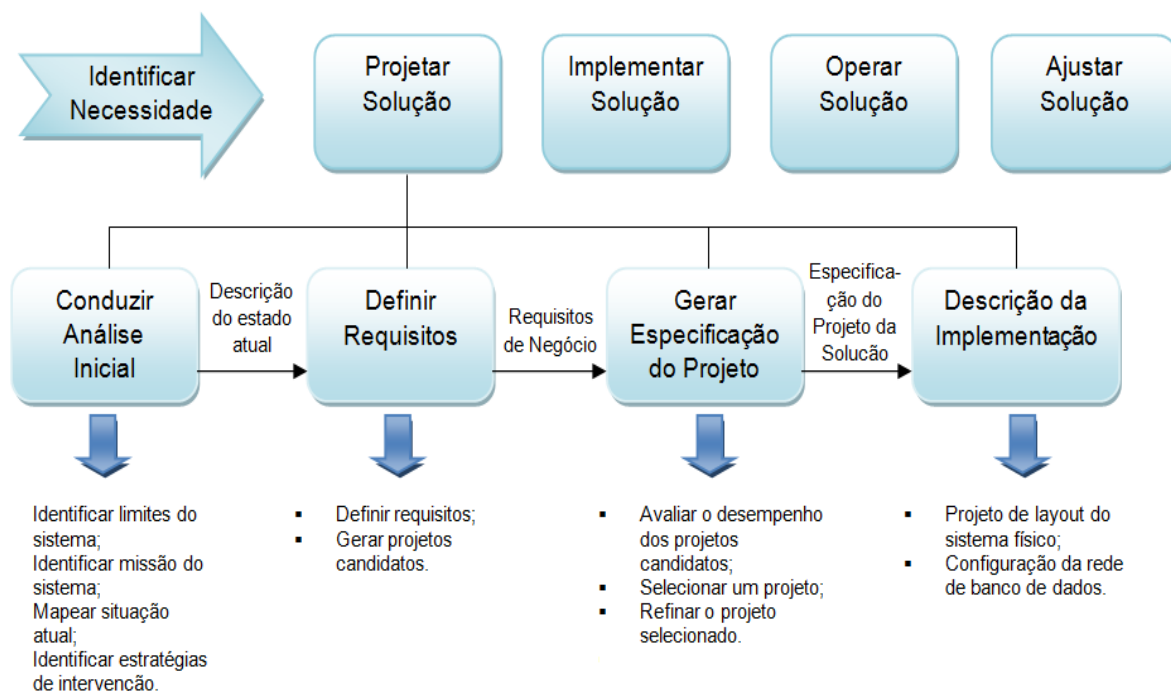 Identificar
Necessidade
Projetar
Solução
Implementar
Solução
Operar
Solução
Ajustar
Solução
Conduzir
Análise
Inicial
Descrição
do estado
atual
Definir
Requisitos
Requisitos
de Negócio
Gerar
Especificação
do Projeto
Especifica-
ção do
Projeto da
Solucão
Descrição da
Implementação
Identificar limites do
sistema;
Identificar missão do
sistema;
Mapear situação
atual;
Identificar estratégias
de intervenção.
▪ Definir requisitos;
▪ Gerar projetos
candidatos.
▪ Avaliar o desempenho
dos projetos
candidatos;
▪ Selecionar um projeto;
▪ Refinar o projeto
selecionado.
▪ Projeto de layout do
sistema físico;
▪ Configuração da rede
de banco de dados.